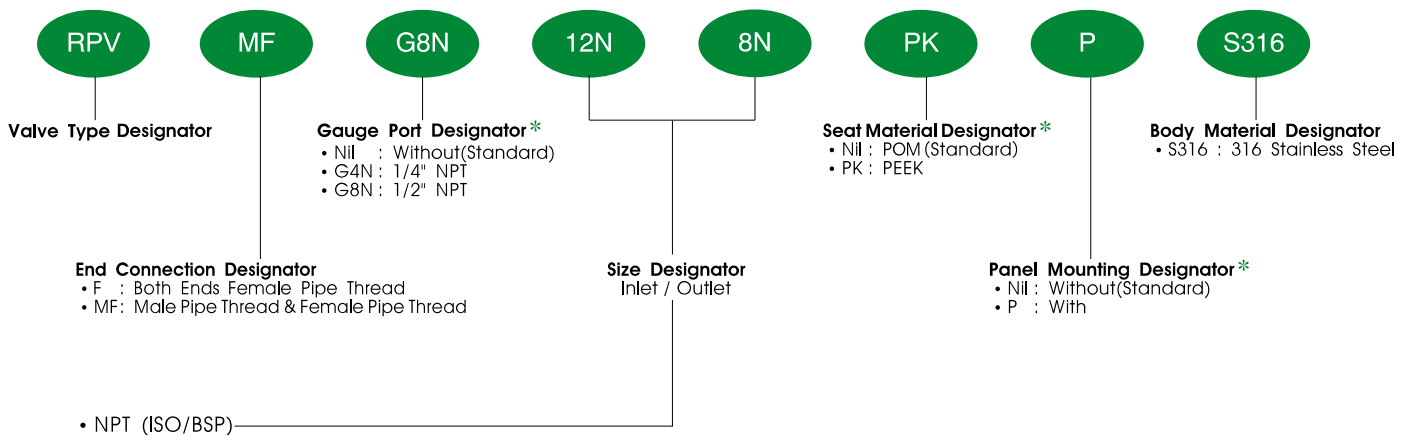 RPV MF G8N 12N 8N PK P S316
Valve Type Designator
Gauge Port Designator*
• Nil : Without(Standard)
• G4N : 1/4" NPT
• G8N : 1/2" NPT
Seat Material Designator*
• Nil : POM (Standard)
• PK : PEEK
Body Material Designator
• S316 : 316 Stainless Steel
End Connection Designator
• F : Both Ends Female Pipe Thread
• MF : Male Pipe Thread & Female Pipe Thread
Size Designator
Inlet / Outlet
Panel Mounting Designator*
• Nil : Without(Standard)
• P : With
• NPT (ISO/BSP)